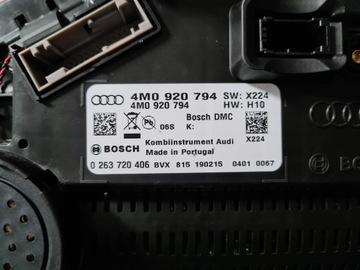 4M0 920 794 SW: X224
4M0 920 794 HW: H10
Pb 06S Bosch DMC
K:
BOSCH Kombiinstrument Audi X224
Made in Portugal
0 263 720 406 BVX 815 190215 0401 0067